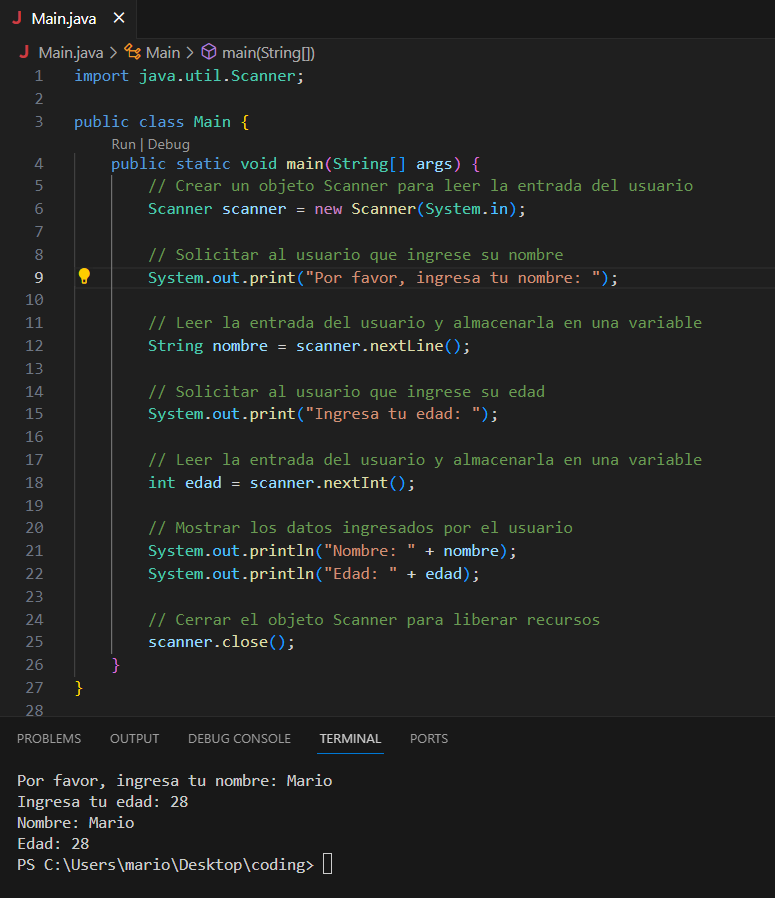 J Main.java ×
J Main.java > Main > main(String[])
1 import java.util.Scanner;
2
3 public class Main {
Run | Debug
4     public static void main(String[] args) {
5         // Crear un objeto Scanner para leer la entrada del usuario
6         Scanner scanner = new Scanner(System.in);
7
8         // Solicitar al usuario que ingrese su nombre
9         System.out.print("Por favor, ingresa tu nombre: ");
10
11         // Leer la entrada del usuario y almacenarla en una variable
12         String nombre = scanner.nextLine();
13
14         // Solicitar al usuario que ingrese su edad
15         System.out.print("Ingresa tu edad: ");
16
17         // Leer la entrada del usuario y almacenarla en una variable
18         int edad = scanner.nextInt();
19
20         // Mostrar los datos ingresados por el usuario
21         System.out.println("Nombre: " + nombre);
22         System.out.println("Edad: " + edad);
23
24         // Cerrar el objeto Scanner para liberar recursos
25         scanner.close();
26     }
27 }
28
PROBLEMS OUTPUT DEBUG CONSOLE TERMINAL PORTS
Por favor, ingresa tu nombre: Mario
Ingresa tu edad: 28
Nombre: Mario
Edad: 28
PS C:\Users\mario\Desktop\coding>